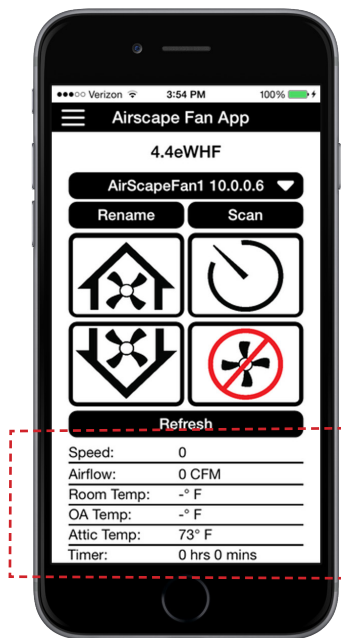 ●●●○○ Verizon 3:54 PM 100%
Airscape Fan App
4.4eWHF
AirScapeFan1 10.0.0.6
Rename Scan
Refresh
Speed: 0
Airflow: 0 CFM
Room Temp: -° F
OA Temp: -° F
Attic Temp: 73° F
Timer: 0 hrs 0 mins